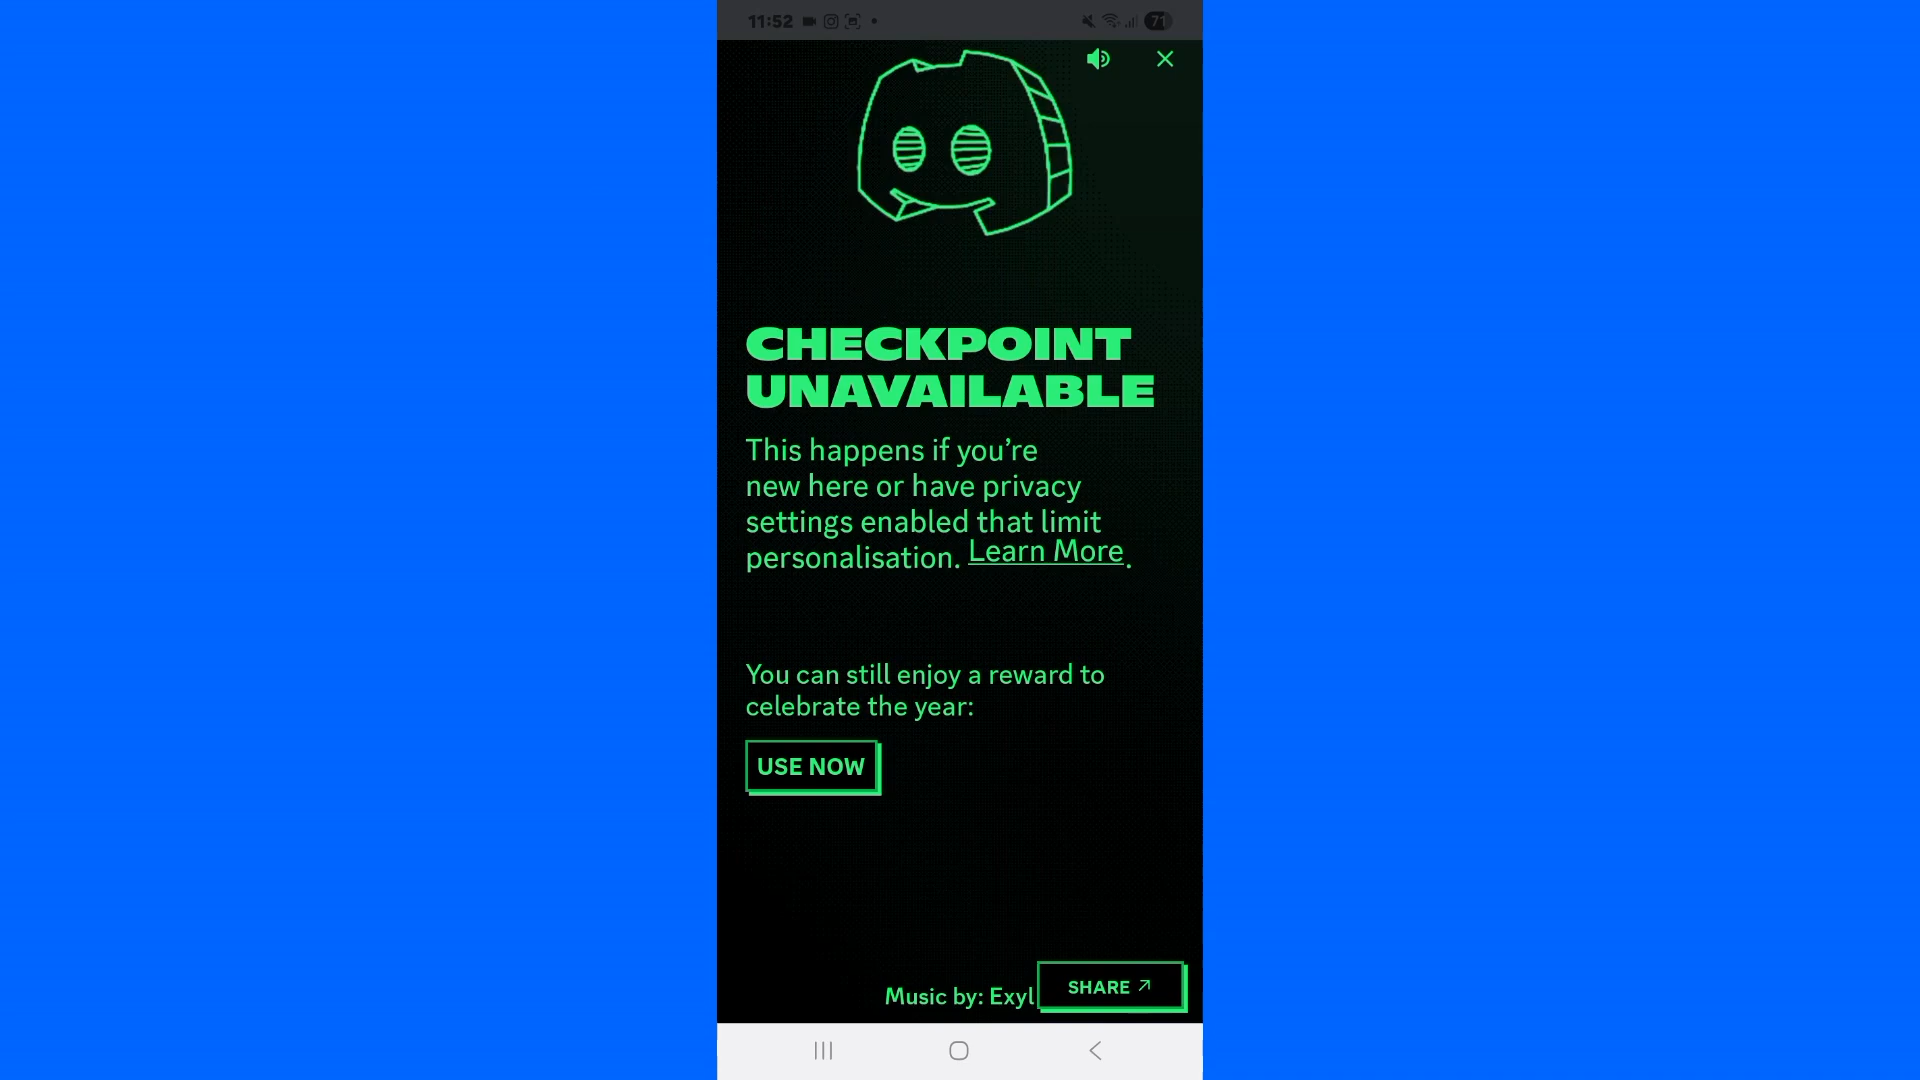 11:52
71
CHECKPOINT
UNAVAILABLE
This happens if you’re
new here or have privacy
settings enabled that limit
personalisation. Learn More.
You can still enjoy a reward to
celebrate the year:
USE NOW
Music by: Exyl
SHARE